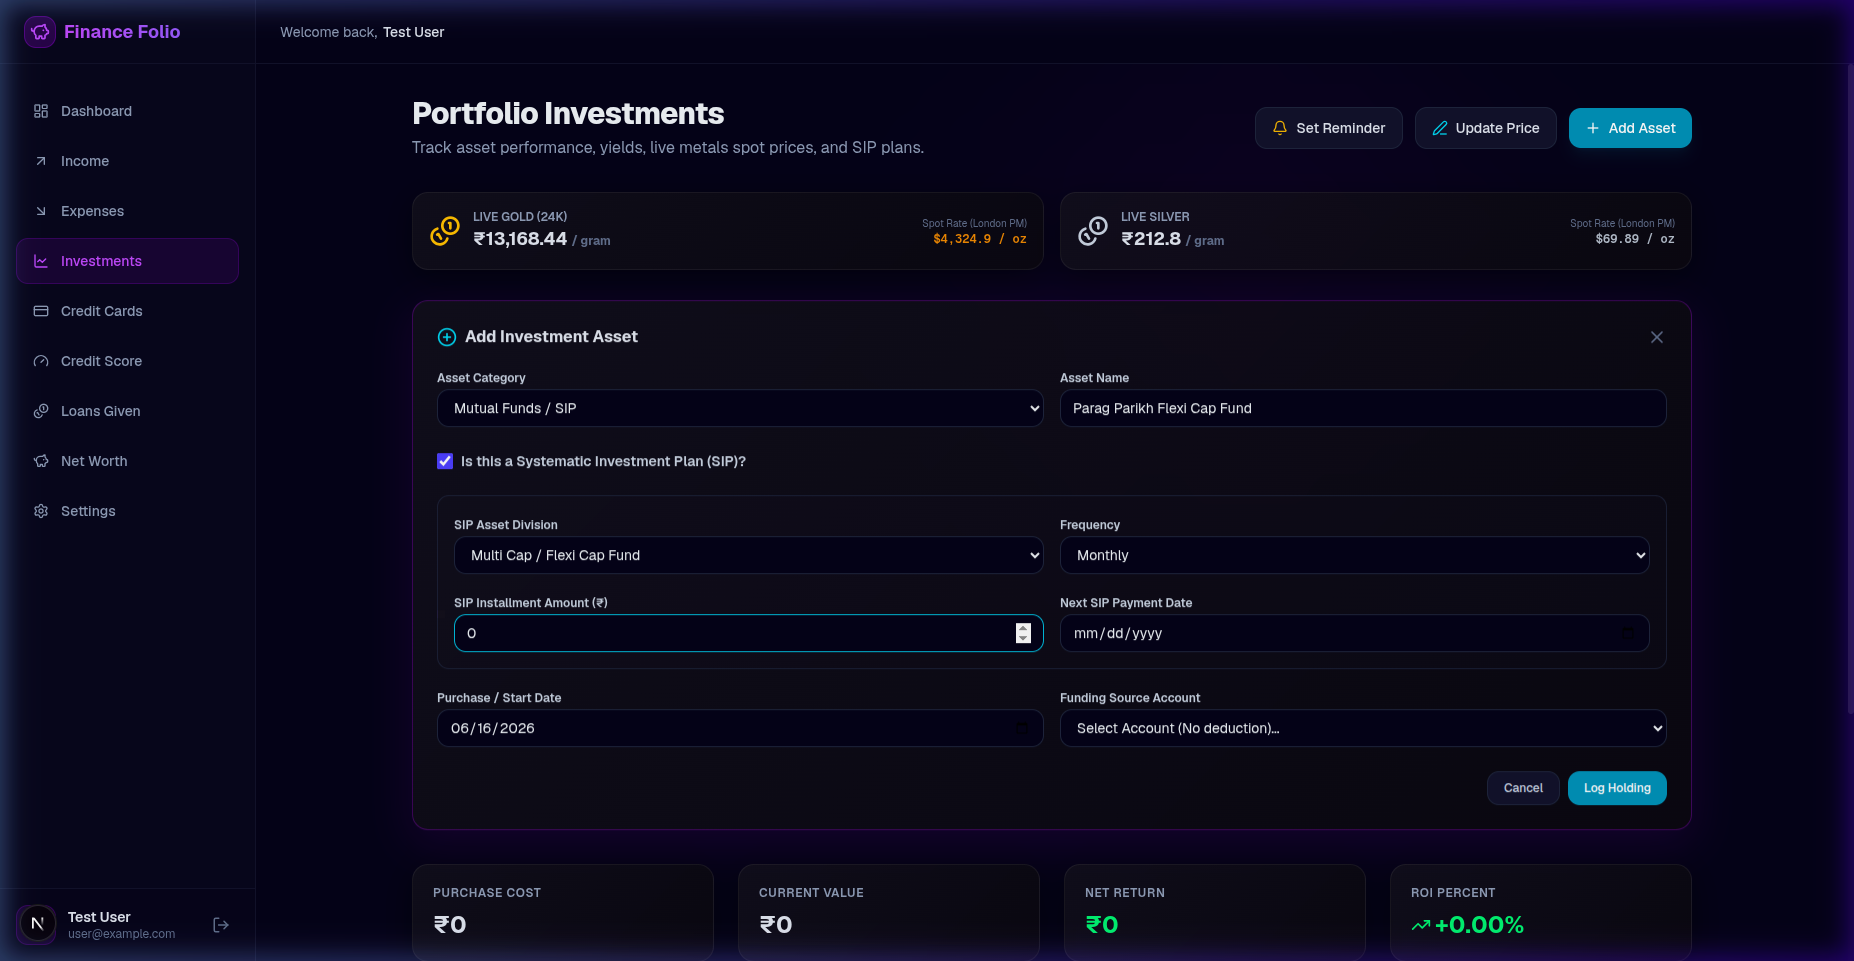 Finance Folio
Welcome back, Test User
Dashboard
Income
Expenses
Investments
Credit Cards
Credit Score
Loans Given
Net Worth
Settings
Test User
user@example.com
N
Portfolio Investments
Track asset performance, yields, live metals spot prices, and SIP plans.
Set Reminder
Update Price
Add Asset
LIVE GOLD (24K)
₹13,168.44 / gram
Spot Rate (London PM)
$4,324.9 / oz
LIVE SILVER
₹212.8 / gram
Spot Rate (London PM)
$69.89 / oz
Add Investment Asset
Asset Category
Mutual Funds / SIP
Asset Name
Parag Parikh Flexi Cap Fund
Is this a Systematic Investment Plan (SIP)?
SIP Asset Division
Multi Cap / Flexi Cap Fund
Frequency
Monthly
SIP Installment Amount (₹)
0
Next SIP Payment Date
mm/dd/yyyy
Purchase / Start Date
06/16/2026
Funding Source Account
Select Account (No deduction)...
Cancel
Log Holding
PURCHASE COST
₹0
CURRENT VALUE
₹0
NET RETURN
₹0
ROI PERCENT
+0.00%